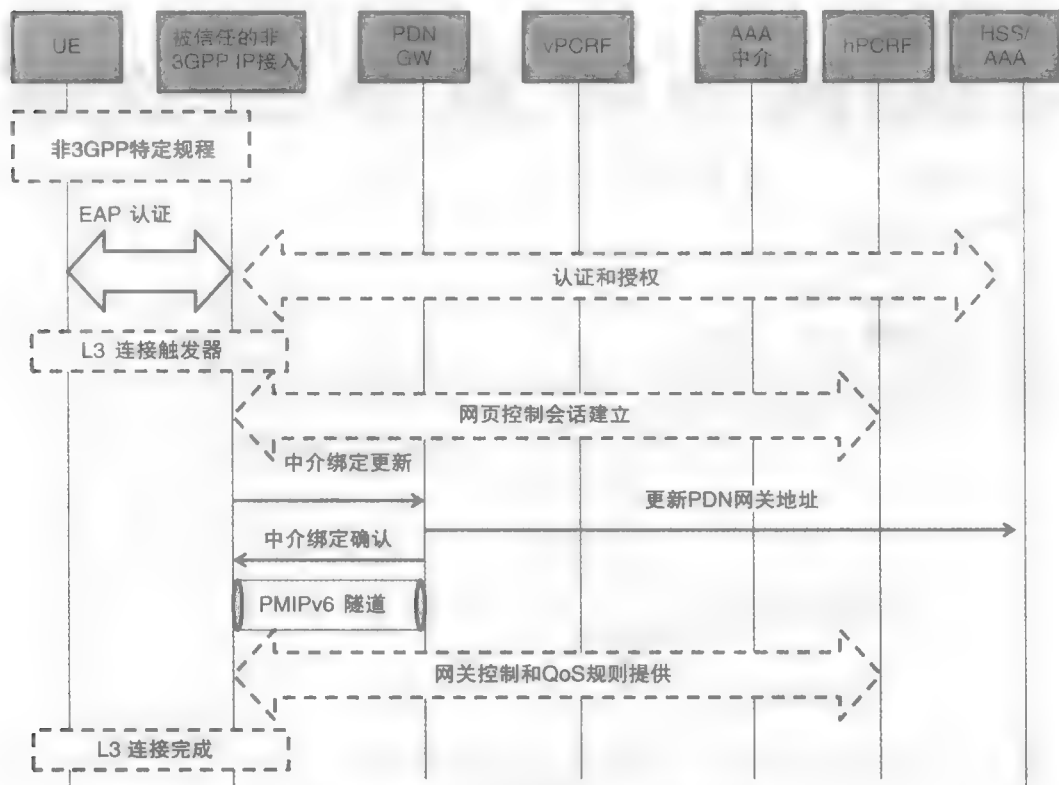 UE
被信任的非
3GPP IP接入
PDN
GW
vPCRF
AAA
中介
hPCRF
HSS/
AAA
非3GPP特定规程
EAP 认证
认证和授权
L3 连接触发器
网页控制会话建立
中介绑定更新
更新PDN网关地址
中介绑定确认
PMIPv6 隧道
网关控制和QoS规则提供
L3 连接完成